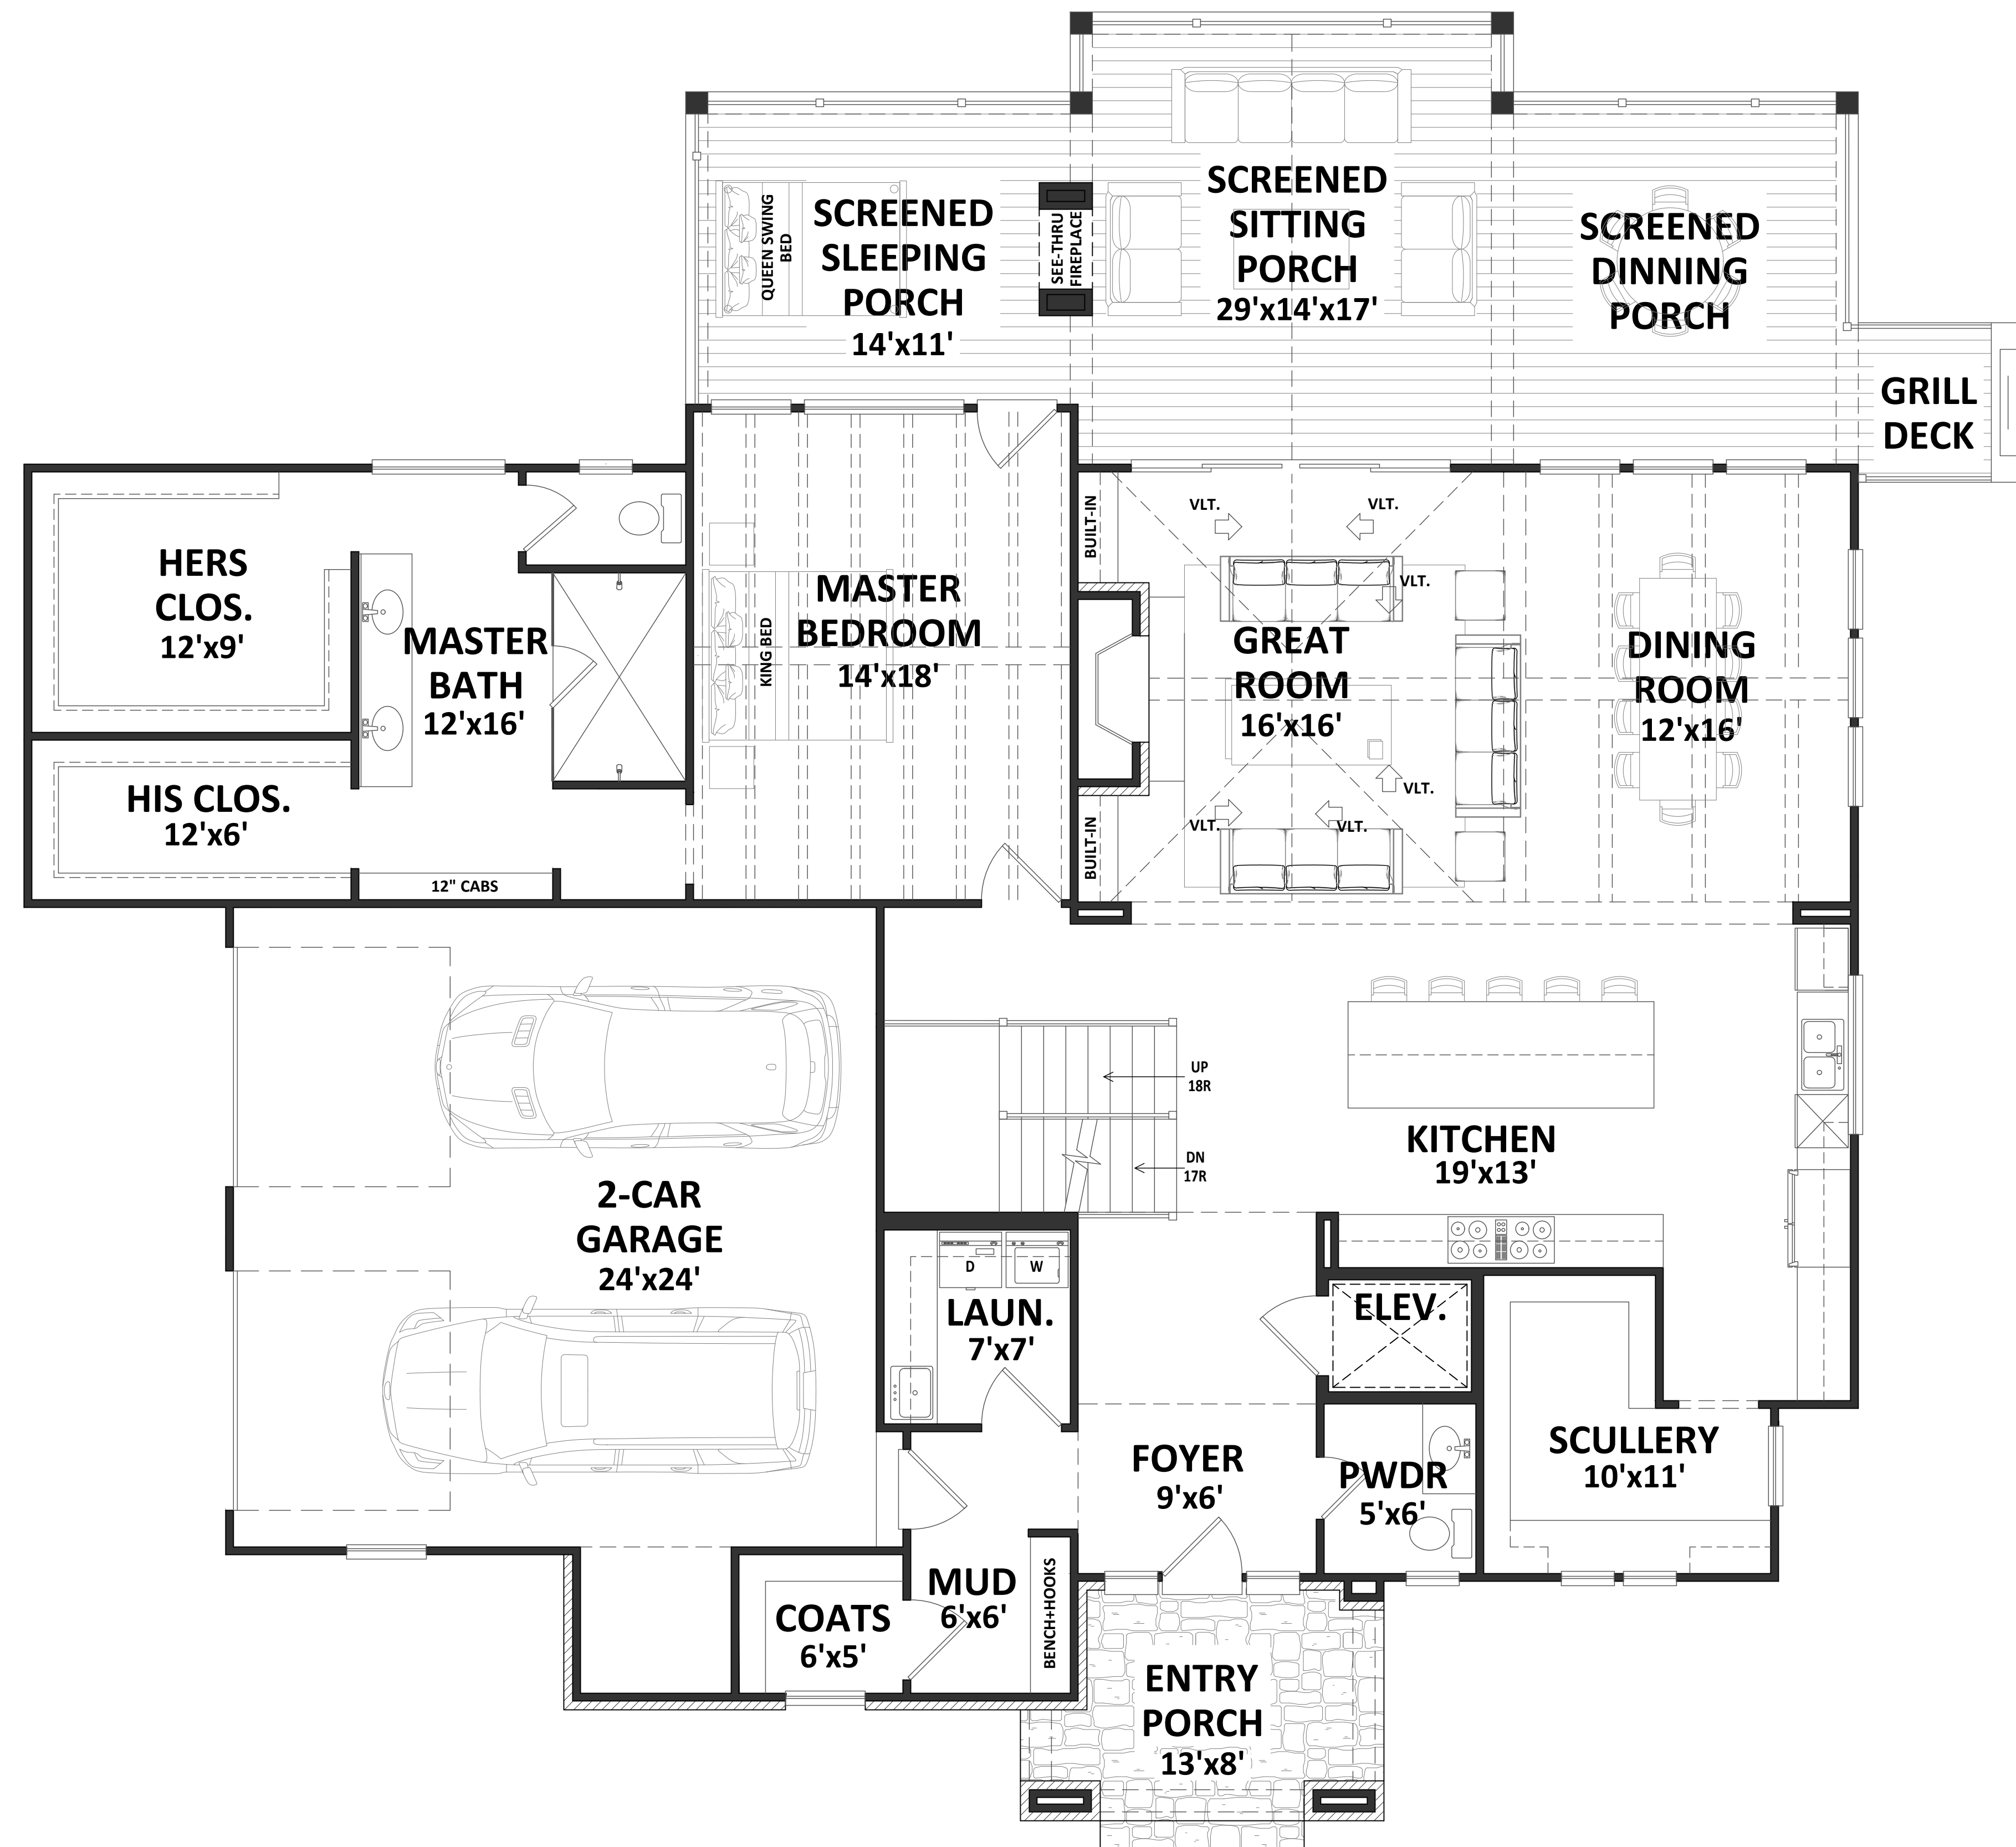 SCREENED
SLEEPING
PORCH
14'x11'
QUEEN SWING
BED
SEE-THRU
FIREPLACE
SCREENED
SITTING
PORCH
29'x14'x17'
SCREENED
DINNING
PORCH
GRILL
DECK
HERS
CLOS.
12'x9'
MASTER
BATH
12'x16'
HIS CLOS.
12'x6'
12" CABS
KING BED
MASTER
BEDROOM
14'x18'
BUILT-IN
BUILT-IN
VLT.
VLT.
VLT.
GREAT
ROOM
16'x16'
VLT.
VLT.
VLT.
DINING
ROOM
12'x16'
UP
18R
DN
17R
KITCHEN
19'x13'
2-CAR
GARAGE
24'x24'
D
W
LAUN.
7'x7'
ELEV.
FOYER
9'x6'
PWDR
5'x6'
SCULLERY
10'x11'
MUD
6'x6'
COATS
6'x5'
BENCH+HOOKS
ENTRY
PORCH
13'x8'